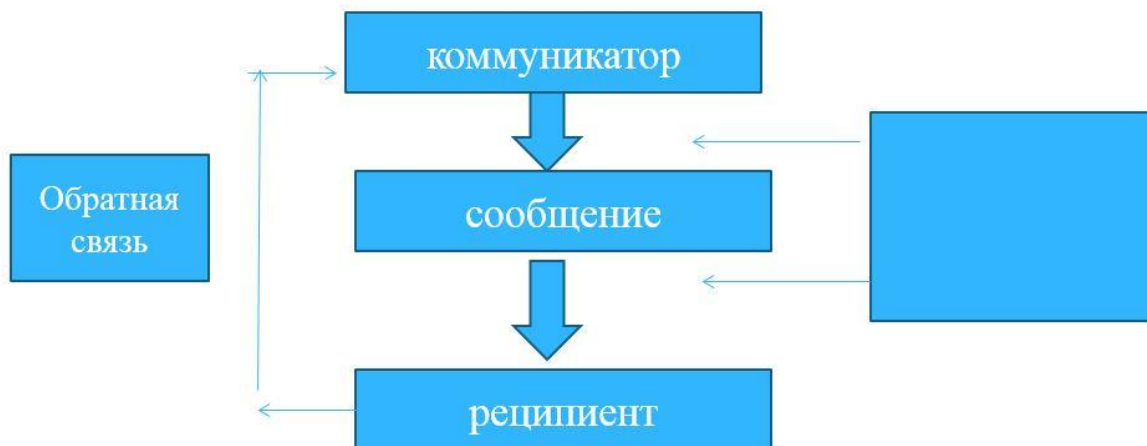 коммуникатор
Обратная
связь
сообщение
реципиент